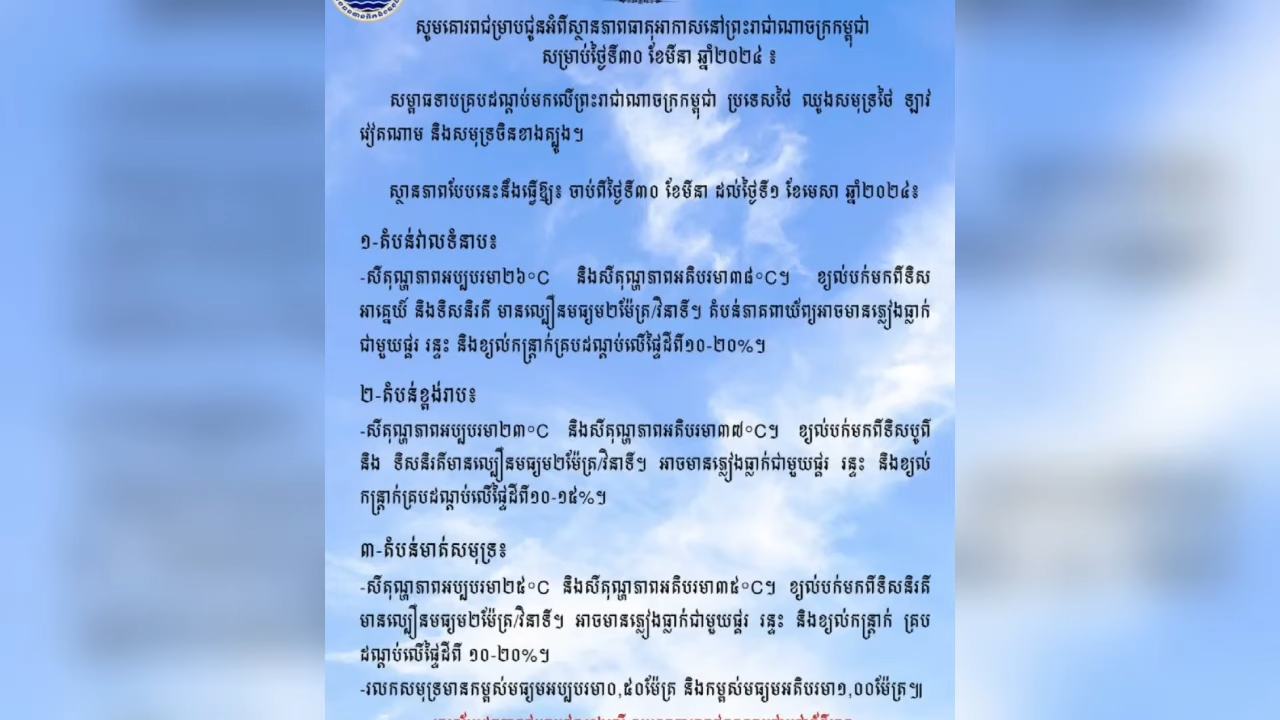 សូមគោរពជម្រាបជូនអំពីស្ថានភាពធាតុអាកាសនៅព្រះរាជាណាចក្រកម្ពុជា
សម្រាប់ថ្ងៃទី៣០ ខែមីនា ឆ្នាំ២០២៤ ៖
សម្ពាធទាបគ្របដណ្តប់មកលើព្រះរាជាណាចក្រកម្ពុជា ប្រទេសថៃ ឈូងសមុទ្រថៃ ឡាវ
វៀតណាម និងសមុទ្រចិនខាងត្បូង។
ស្ថានភាពបែបនេះនឹងធ្វើឱ្យ៖ ចាប់ពីថ្ងៃទី៣០ ខែមីនា ដល់ថ្ងៃទី១ ខែមេសា ឆ្នាំ២០២៤៖
១-តំបន់វាលទំនាប៖
-សីតុណ្ហភាពអប្បបរមា២៦°C និងសីតុណ្ហភាពអតិបរមា៣៨°C។ ខ្យល់បក់មកពីទិស
អាគ្នេយ៍ និងទិសនិរតី មានល្បឿនមធ្យម២ម៉ែត្រ/វិនាទី។ តំបន់ភាគពាយ័ព្យអាចមានភ្លៀងធ្លាក់
ជាមួយផ្គរ រន្ទះ និងខ្យល់កន្ត្រាក់គ្របដណ្តប់លើផ្ទៃដីពី១០-២០%។
២-តំបន់ខ្ពង់រាប៖
-សីតុណ្ហភាពអប្បបរមា២៣°C និងសីតុណ្ហភាពអតិបរមា៣៧°C។ ខ្យល់បក់មកពីទិសបូព៌
និង ទិសនិរតីមានល្បឿនមធ្យម២ម៉ែត្រ/វិនាទី។ អាចមានភ្លៀងធ្លាក់ជាមួយផ្គរ រន្ទះ និងខ្យល់
កន្ត្រាក់គ្របដណ្តប់លើផ្ទៃដីពី១០-១៥%។
៣-តំបន់មាត់សមុទ្រ៖
-សីតុណ្ហភាពអប្បបរមា២៥°C និងសីតុណ្ហភាពអតិបរមា៣៥°C។ ខ្យល់បក់មកពីទិសនិរតី
មានល្បឿនមធ្យម២ម៉ែត្រ/វិនាទី។ អាចមានភ្លៀងធ្លាក់ជាមួយផ្គរ រន្ទះ និងខ្យល់កន្ត្រាក់ គ្រប
ដណ្តប់លើផ្ទៃដីពី ១០-២០%។
-រលកសមុទ្រមានកម្ពស់មធ្យមអប្បបរមា០,៥០ម៉ែត្រ និងកម្ពស់មធ្យមអតិបរមា១,០០ម៉ែត្រ៕